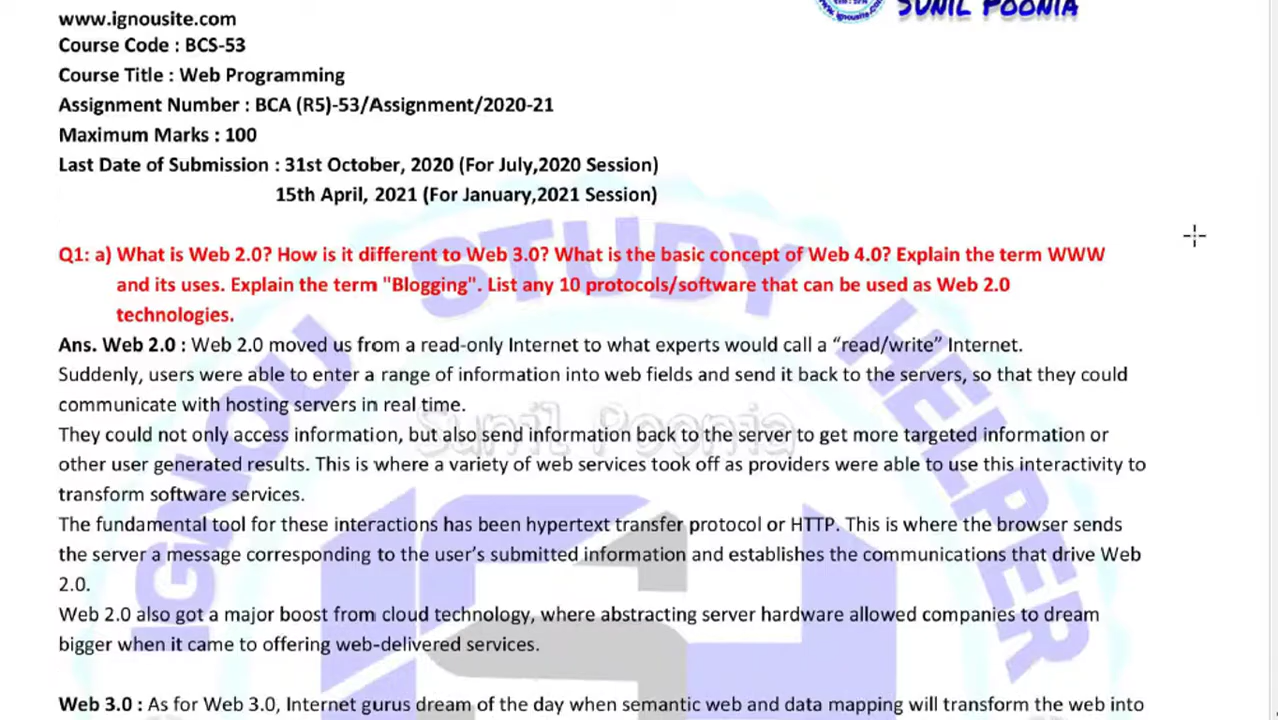 www.ignousite.com
SUNIL POONIA
Course Code : BCS-53
Course Title : Web Programming
Assignment Number : BCA (R5)-53/Assignment/2020-21
Maximum Marks : 100
Last Date of Submission : 31st October, 2020 (For July,2020 Session)
15th April, 2021 (For January,2021 Session)
Q1: a) What is Web 2.0? How is it different to Web 3.0? What is the basic concept of Web 4.0? Explain the term WWW
and its uses. Explain the term "Blogging". List any 10 protocols/software that can be used as Web 2.0
technologies.
Ans. Web 2.0 : Web 2.0 moved us from a read-only Internet to what experts would call a “read/write” Internet.
Suddenly, users were able to enter a range of information into web fields and send it back to the servers, so that they could
communicate with hosting servers in real time.
They could not only access information, but also send information back to the server to get more targeted information or
other user generated results. This is where a variety of web services took off as providers were able to use this interactivity to
transform software services.
The fundamental tool for these interactions has been hypertext transfer protocol or HTTP. This is where the browser sends
the server a message corresponding to the user’s submitted information and establishes the communications that drive Web
2.0.
Web 2.0 also got a major boost from cloud technology, where abstracting server hardware allowed companies to dream
bigger when it came to offering web-delivered services.
Web 3.0 : As for Web 3.0, Internet gurus dream of the day when semantic web and data mapping will transform the web into
IGNOU STUDY HELPER
Sunil Poonia